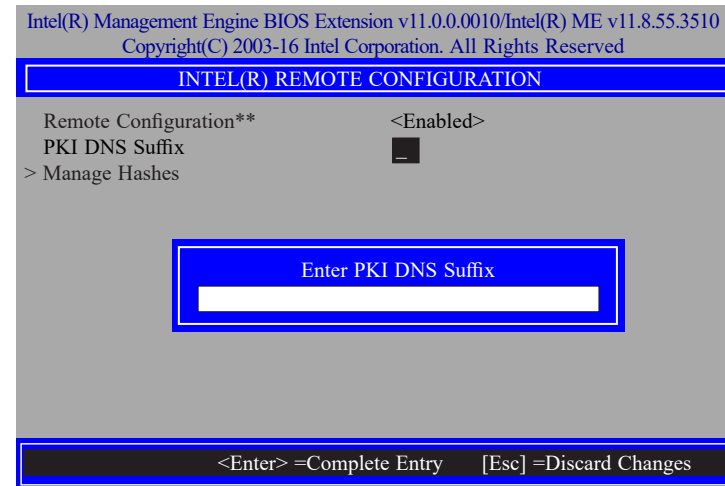 Intel(R) Management Engine BIOS Extension v11.0.0.0010/Intel(R) ME v11.8.55.3510
Copyright(C) 2003-16 Intel Corporation. All Rights Reserved
INTEL(R) REMOTE CONFIGURATION
Remote Configuration** <Enabled>
PKI DNS Suffix _
> Manage Hashes
Enter PKI DNS Suffix
<Enter> =Complete Entry [Esc] =Discard Changes